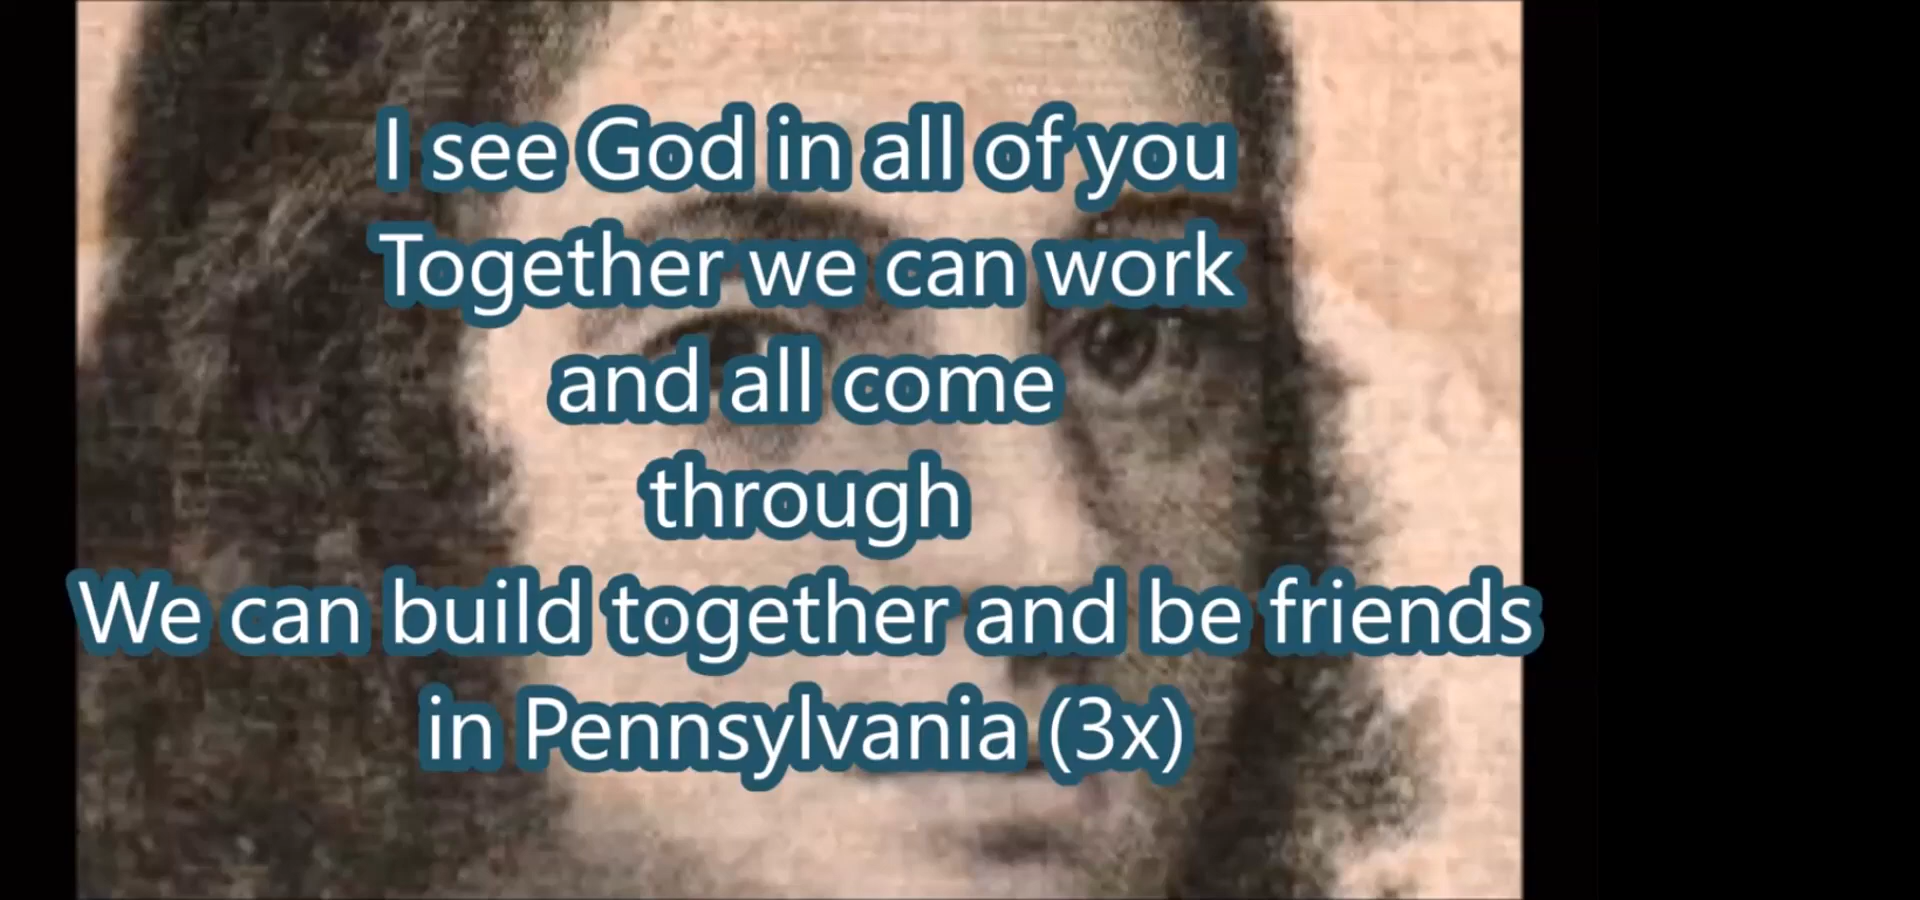 I see God in all of you
Together we can work
and all come
through
We can build together and be friends
in Pennsylvania (3x)